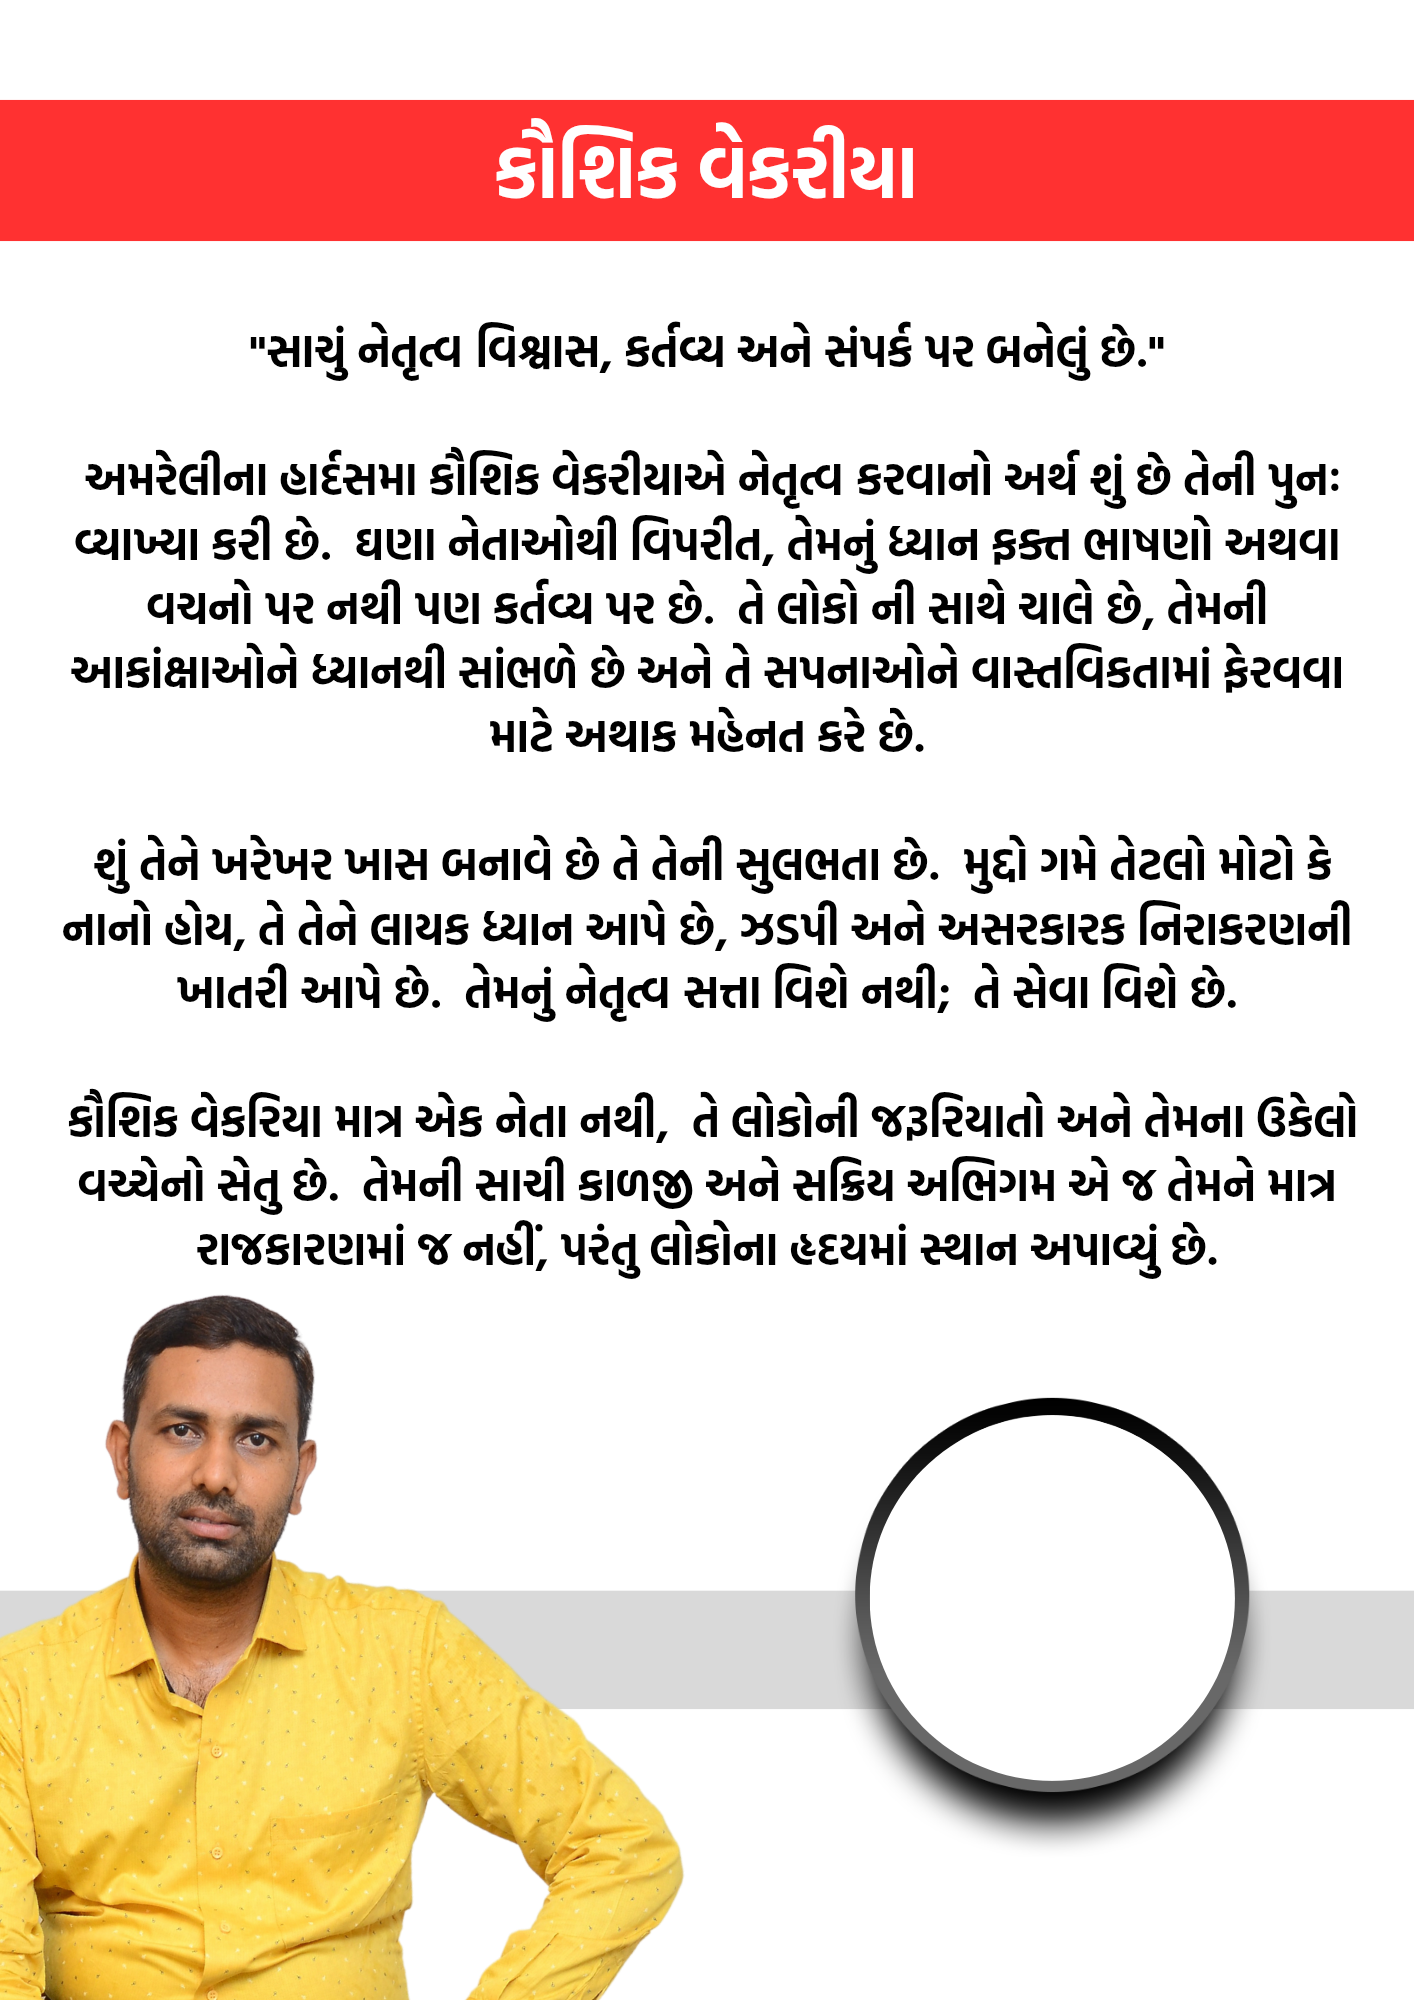 કૌશિક વેકરીયા
"સાચું નેતૃત્વ વિશ્વાસ, કર્તવ્ય અને સંપર્ક પર બનેલું છે."
અમરેલીના હાર્દસમા કૌશિક વેકરીયાએ નેતૃત્વ કરવાનો અર્થ શું છે તેની પુનઃ
વ્યાખ્યા કરી છે.  ઘણા નેતાઓથી વિપરીત, તેમનું ધ્યાન ફક્ત ભાષણો અથવા
વચનો પર નથી પણ કર્તવ્ય પર છે.  તે લોકો ની સાથે ચાલે છે, તેમની
આકાંક્ષાઓને ધ્યાનથી સાંભળે છે અને તે સપનાઓને વાસ્તવિકતામાં ફેરવવા
માટે અથાક મહેનત કરે છે.
શું તેને ખરેખર ખાસ બનાવે છે તે તેની સુલભતા છે.  મુદ્દો ગમે તેટલો મોટો કે
નાનો હોય, તે તેને લાયક ધ્યાન આપે છે, ઝડપી અને અસરકારક નિરાકરણની
ખાતરી આપે છે.  તેમનું નેતૃત્વ સત્તા વિશે નથી;  તે સેવા વિશે છે.
કૌશિક વેકરિયા માત્ર એક નેતા નથી,  તે લોકોની જરૂરિયાતો અને તેમના ઉકેલો
વચ્ચેનો સેતુ છે.  તેમની સાચી કાળજી અને સક્રિય અભિગમ એ જ તેમને માત્ર
રાજકારણમાં જ નહીં, પરંતુ લોકોના હૃદયમાં સ્થાન અપાવ્યું છે.